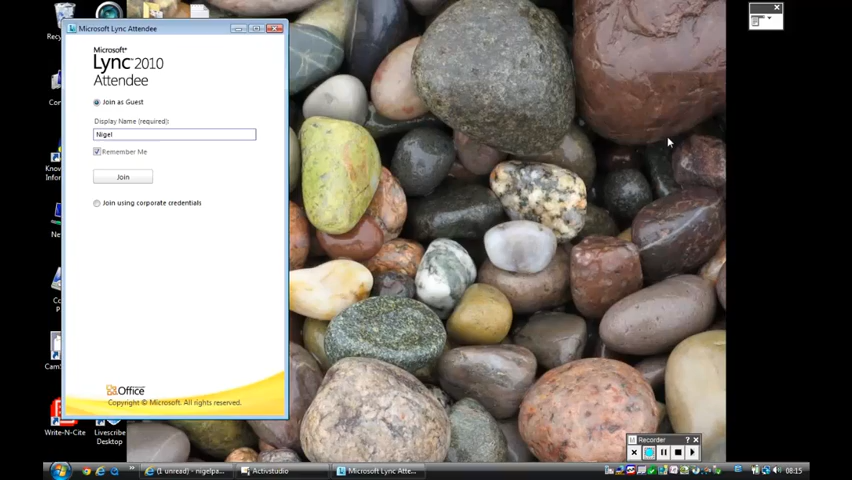 Microsoft Lync Attendee
Microsoft®
Lync™ 2010
Attendee
Join as Guest
Display Name (required):
Nigel
Remember Me
Join
Join using corporate credentials
Office
Copyright © Microsoft. All rights reserved.
Write-N-Cite
Livescribe
Desktop
Recorder
(1 unread) - nigelpa...
Activstudio
Microsoft Lync Atte...
08:15